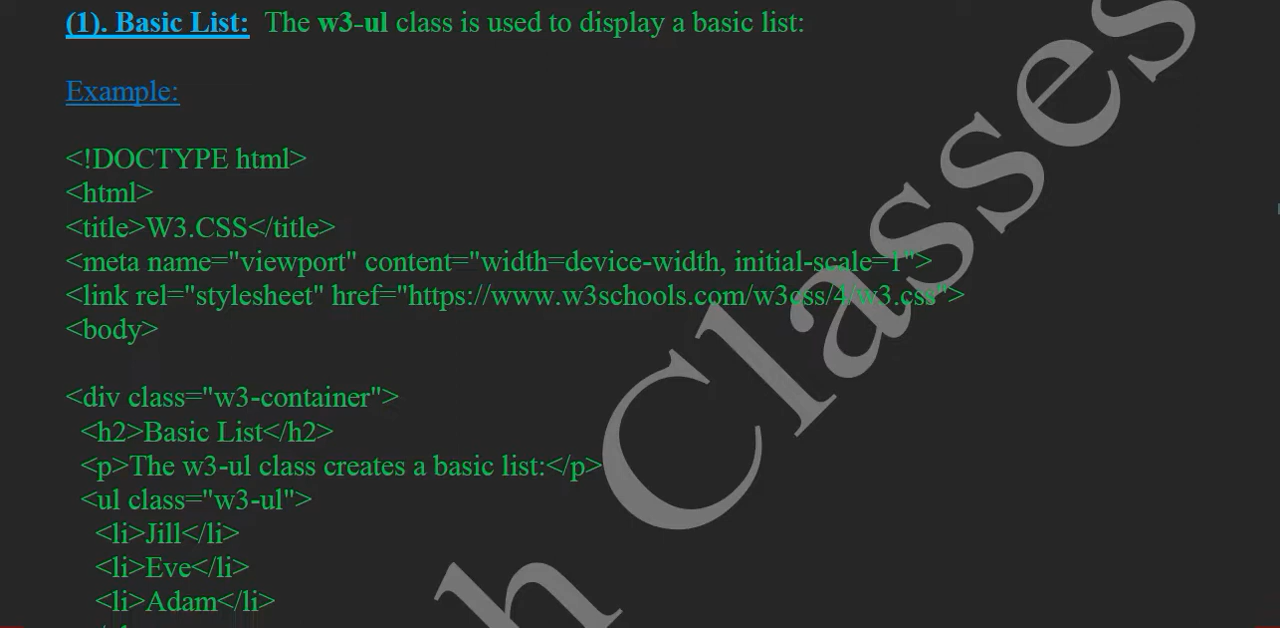 (1). Basic List: The w3-ul class is used to display a basic list:
Example:
<!DOCTYPE html>
<html>
<title>W3.CSS</title>
<meta name="viewport" content="width=device-width, initial-scale=1">
<link rel="stylesheet" href="https://www.w3schools.com/w3css/4/w3.css">
<body>
<div class="w3-container">
<h2>Basic List</h2>
<p>The w3-ul class creates a basic list:</p>
<ul class="w3-ul">
<li>Jill</li>
<li>Eve</li>
<li>Adam</li>
h Classes